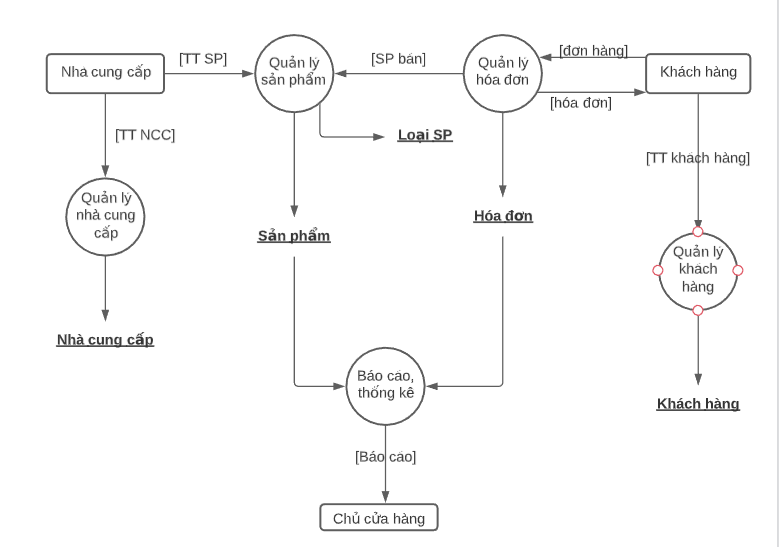 [đơn hàng]
Nhà cung cấp
[TT SP]
Quản lý
sản phẩm
[SP bán]
Quản lý
hóa đơn
Khách hàng
[hóa đơn]
[TT NCC]
Loại SP
[TT khách hàng]
Quản lý
nhà cung
cấp
Sản phẩm
Hóa đơn
Quản lý
khách
hàng
Nhà cung cấp
Báo cáo,
thống kê
Khách hàng
[Báo cáo]
Chủ cửa hàng